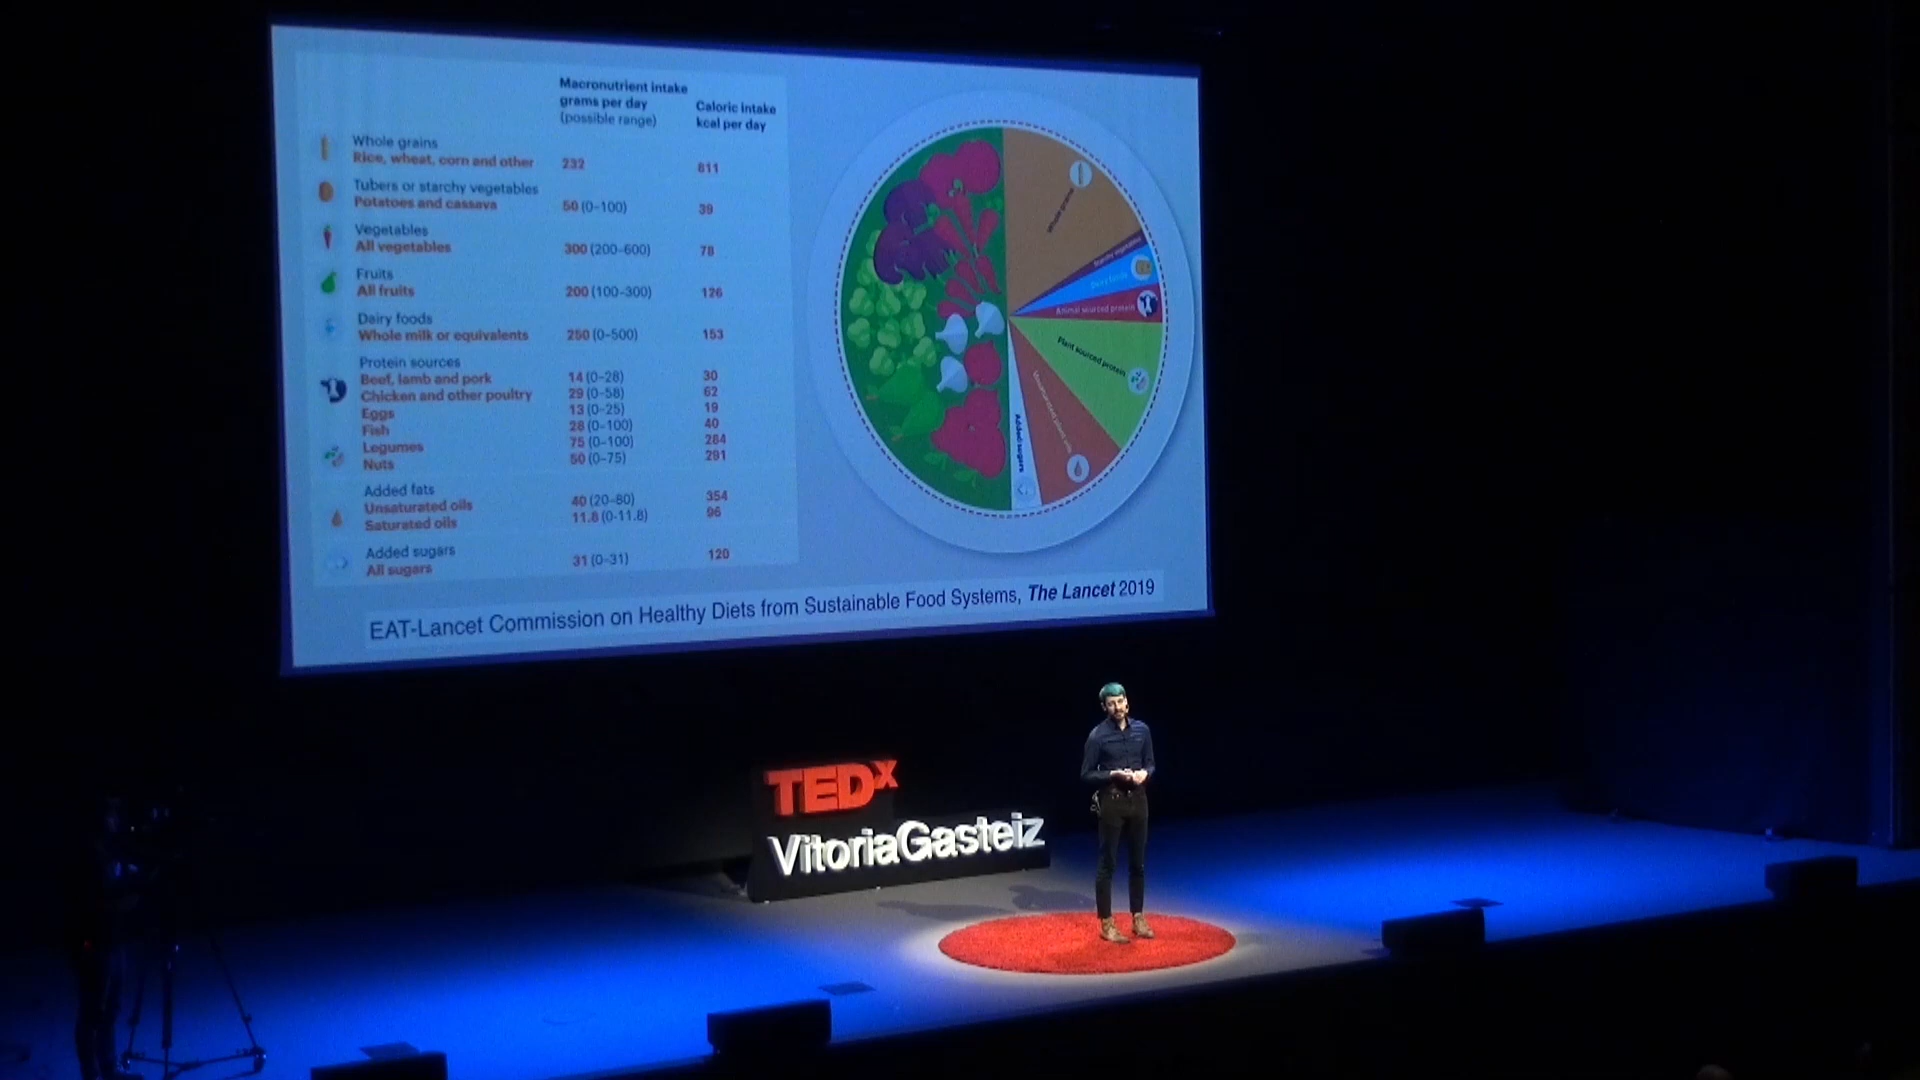 Macronutrient intake
grams per day
(possible range)
Caloric intake
kcal per day
Whole grains
Rice, wheat, corn and other 232 811
Tubers or starchy vegetables
Potatoes and cassava 50 (0–100) 39
Vegetables
All vegetables 300 (200–600) 78
Fruits
All fruits 200 (100–300) 126
Dairy foods
Whole milk or equivalents 250 (0–500) 153
Protein sources
Beef, lamb and pork 14 (0–28) 30
Chicken and other poultry 29 (0–58) 62
Eggs 13 (0–25) 19
Fish 28 (0–100) 40
Legumes 75 (0–100) 284
Nuts 50 (0–75) 291
Added fats
Unsaturated oils 40 (20–80) 354
Saturated oils 11.8 (0-11.8) 96
Added sugars
All sugars 31 (0–31) 120
Whole grains
Starchy vegetables
Dairy foods
Animal sourced protein
Plant sourced protein
Unsaturated plant oils
Added sugars
EAT-Lancet Commission on Healthy Diets from Sustainable Food Systems, The Lancet 2019
TEDx
VitoriaGasteiz